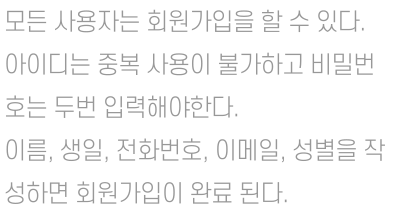 모든 사용자는 회원가입을 할 수 있다.
아이디는 중복 사용이 불가하고 비밀번
호는 두번 입력해야한다.
이름, 생일, 전화번호, 이메일, 성별을 작
성하면 회원가입이 완료 된다.